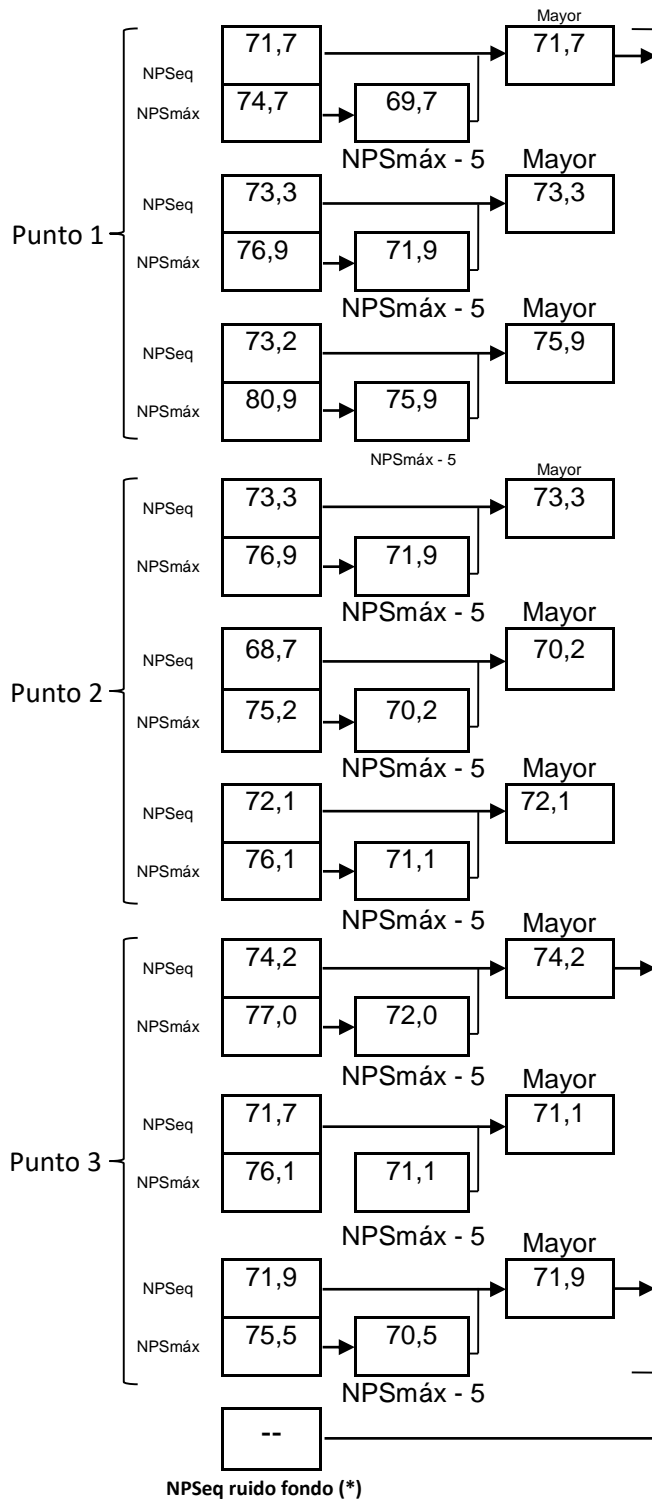 Mayor
71,7 71,7
NPSeq
NPSmáx 74,7 69,7
NPSmáx - 5 Mayor
NPSeq 73,3 73,3
Punto 1
NPSmáx 76,9 71,9
NPSmáx - 5 Mayor
NPSeq 73,2 75,9
NPSmáx 80,9 75,9
NPSmáx - 5 Mayor
NPSeq 73,3 73,3
NPSmáx 76,9 71,9
NPSmáx - 5 Mayor
NPSeq 68,7 70,2
Punto 2
NPSmáx 75,2 70,2
NPSmáx - 5 Mayor
NPSeq 72,1 72,1
NPSmáx 76,1 71,1
NPSmáx - 5 Mayor
NPSeq 74,2 74,2
NPSmáx 77,0 72,0
NPSmáx - 5 Mayor
NPSeq 71,7 71,1
Punto 3
NPSmáx 76,1 71,1
NPSmáx - 5 Mayor
NPSeq 71,9 71,9
NPSmáx 75,5 70,5
NPSmáx - 5
--
NPSeq ruido fondo (*)